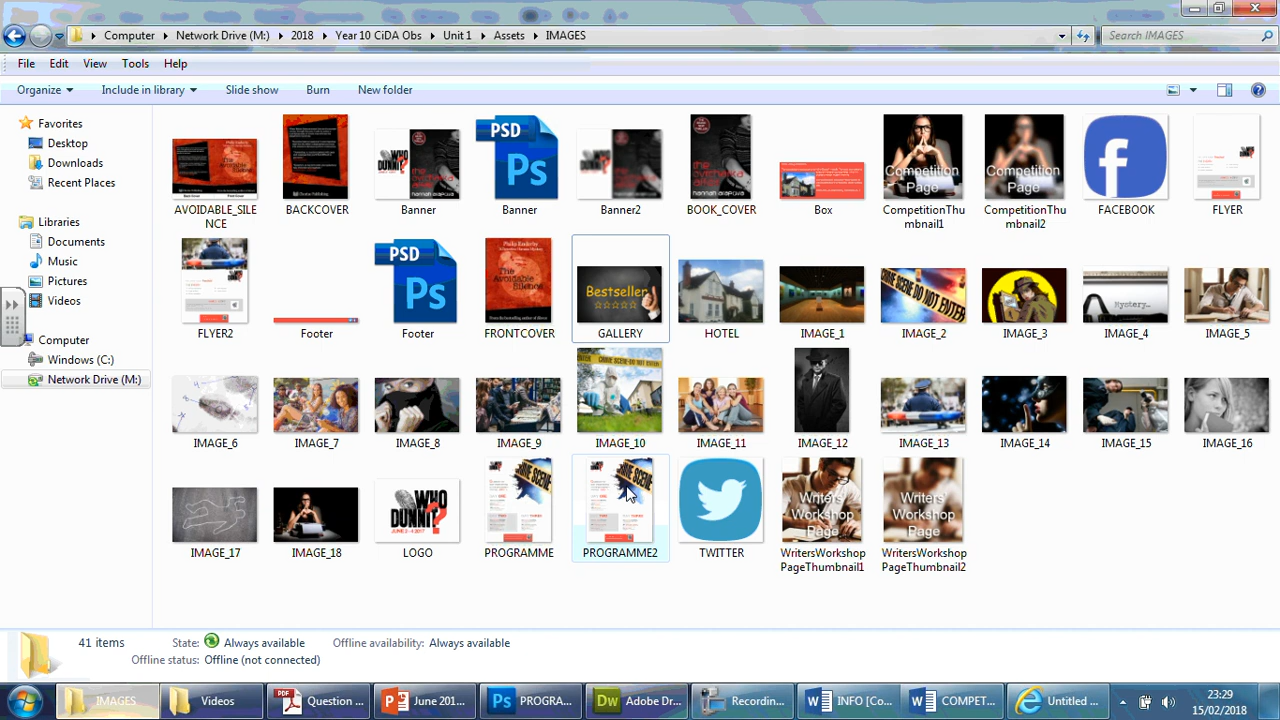 Computer Network Drive (M:) 2018 Year 10 CiDA Obs Unit 1 Assets IMAGES Search IMAGES
File Edit View Tools Help
Organize Include in library Slide show Burn New folder
Favorites
Desktop
Downloads
Recent Places
Libraries
Documents
Music
Pictures
Videos
Computer
Windows (C:)
Network Drive (M:)
PSD
Ps
Competition
Page
Competition
Page
f
AVOIDABLE_SILE
NCE
BACKCOVER
Banner
Banner
Banner2
BOOK_COVER
Box
CompetitionThu
mbnail1
CompetitionThu
mbnail2
FACEBOOK
FLYER
PSD
Ps
The
Avoidable
Silence
Bestseller
CRIME SCENE DO NOT ENTER
Mystery...
FLYER2
Footer
Footer
FRONTCOVER
GALLERY
HOTEL
IMAGE_1
IMAGE_2
IMAGE_3
IMAGE_4
IMAGE_5
IMAGE_6
IMAGE_7
IMAGE_8
IMAGE_9
IMAGE_10
IMAGE_11
IMAGE_12
IMAGE_13
IMAGE_14
IMAGE_15
IMAGE_16
WHO
DUNNIT?
Writers
Workshop
Page
Writers
Workshop
Page
IMAGE_17
IMAGE_18
LOGO
PROGRAMME
PROGRAMME2
TWITTER
WritersWorkshop
PageThumbnail1
WritersWorkshop
PageThumbnail2
41 items State: Always available Offline availability: Always available
Offline status: Offline (not connected)
IMAGES Videos Question ... June 201... PROGRA... Adobe Dr... Recordin... INFO [Co... COMPET... Untitled ... 23:29
15/02/2018